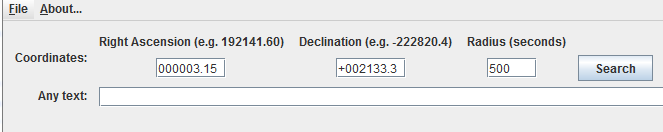 File About...
Right Ascension (e.g. 192141.60) Declination (e.g. -222820.4) Radius (seconds)
Coordinates: 000003.15 +002133.3 500 Search
Any text: